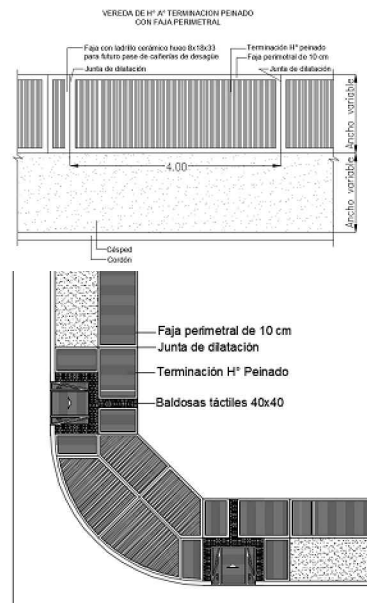 VEREDA DE H° A° TERMINACION PEINADO
CON FAJA PERIMETRAL
Faja con ladrillo cerámico hueo 8x18x33
para futuro pase de cañerías de desagüe
Junta de dilatación
Terminación H° peinado
Faja perimetral de 10 cm
Junta de dilatación
Ancho variable
4.00
Ancho variable
Césped
Cordón
Faja perimetral de 10 cm
Junta de dilatación
Terminación H° Peinado
Baldosas táctiles 40x40